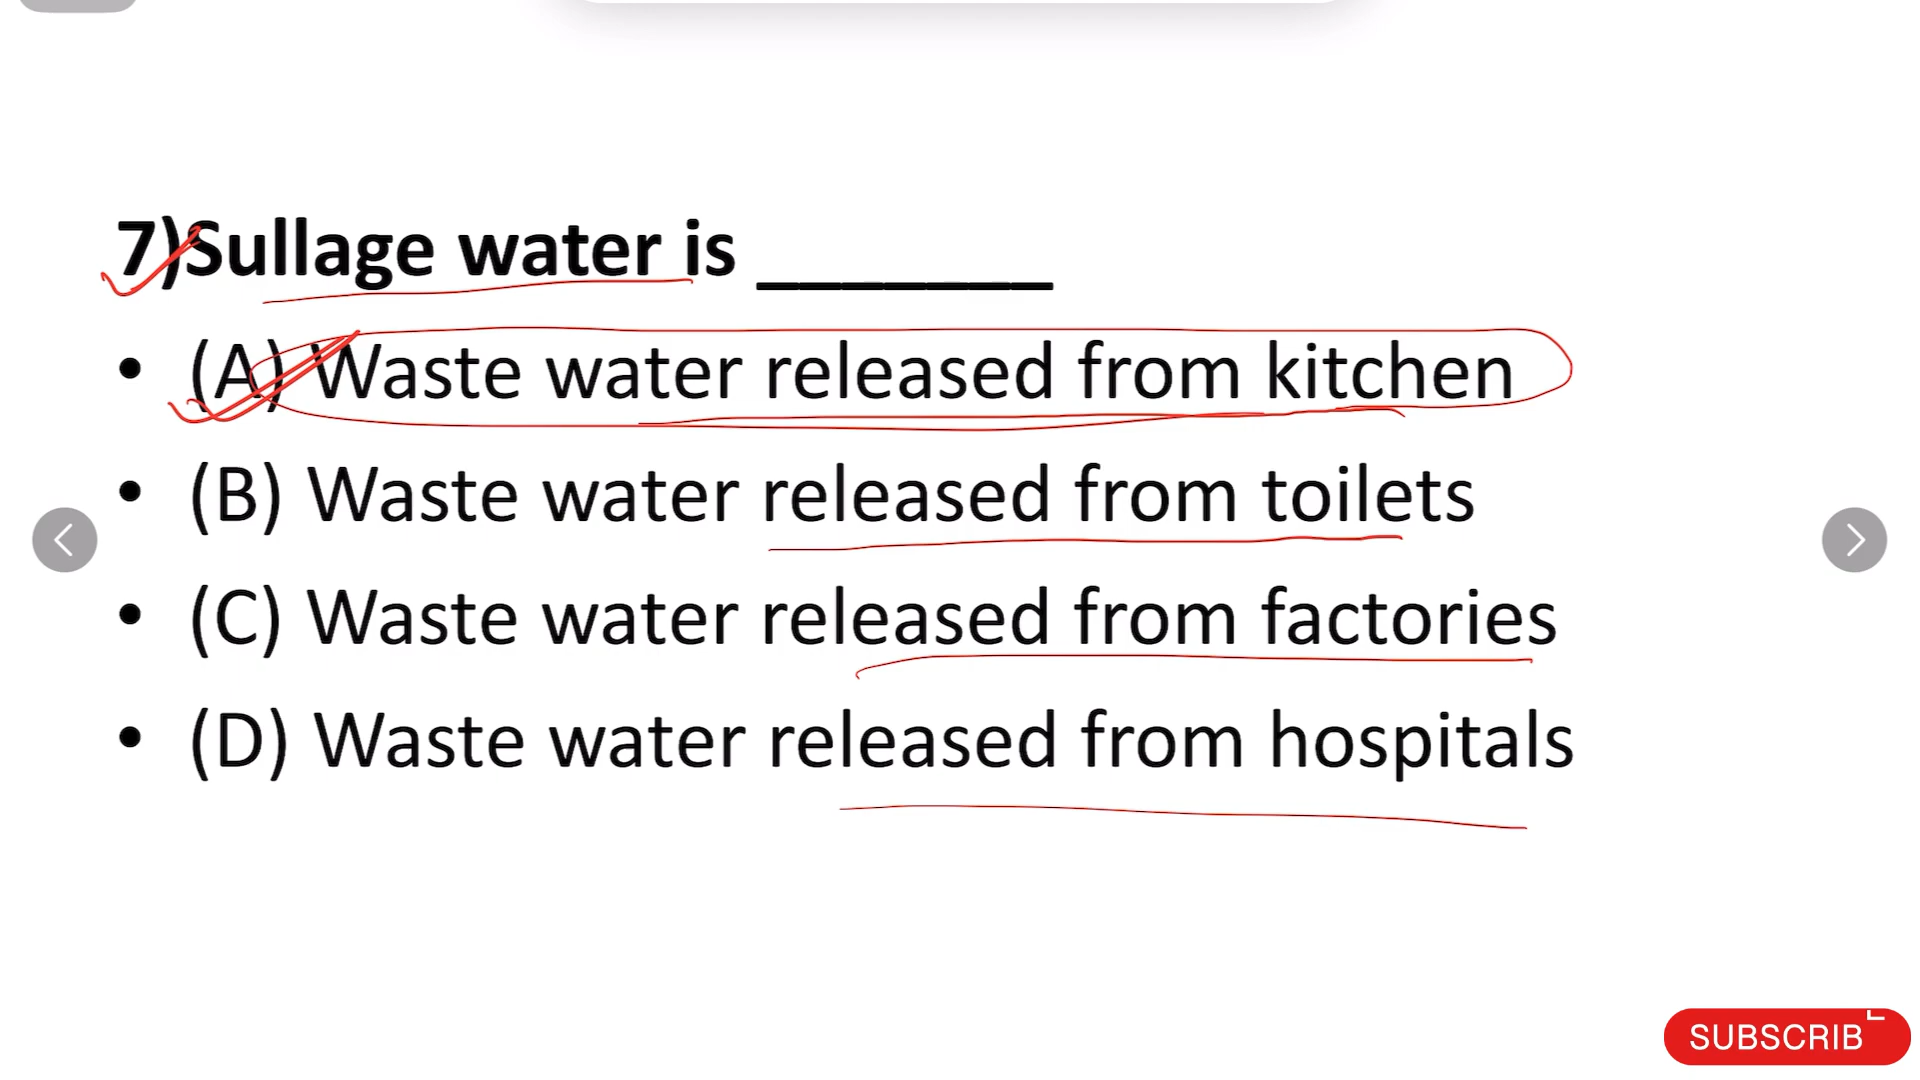 7)Sullage water is _______
• (A) Waste water released from kitchen
• (B) Waste water released from toilets
• (C) Waste water released from factories
• (D) Waste water released from hospitals
SUBSCRIB